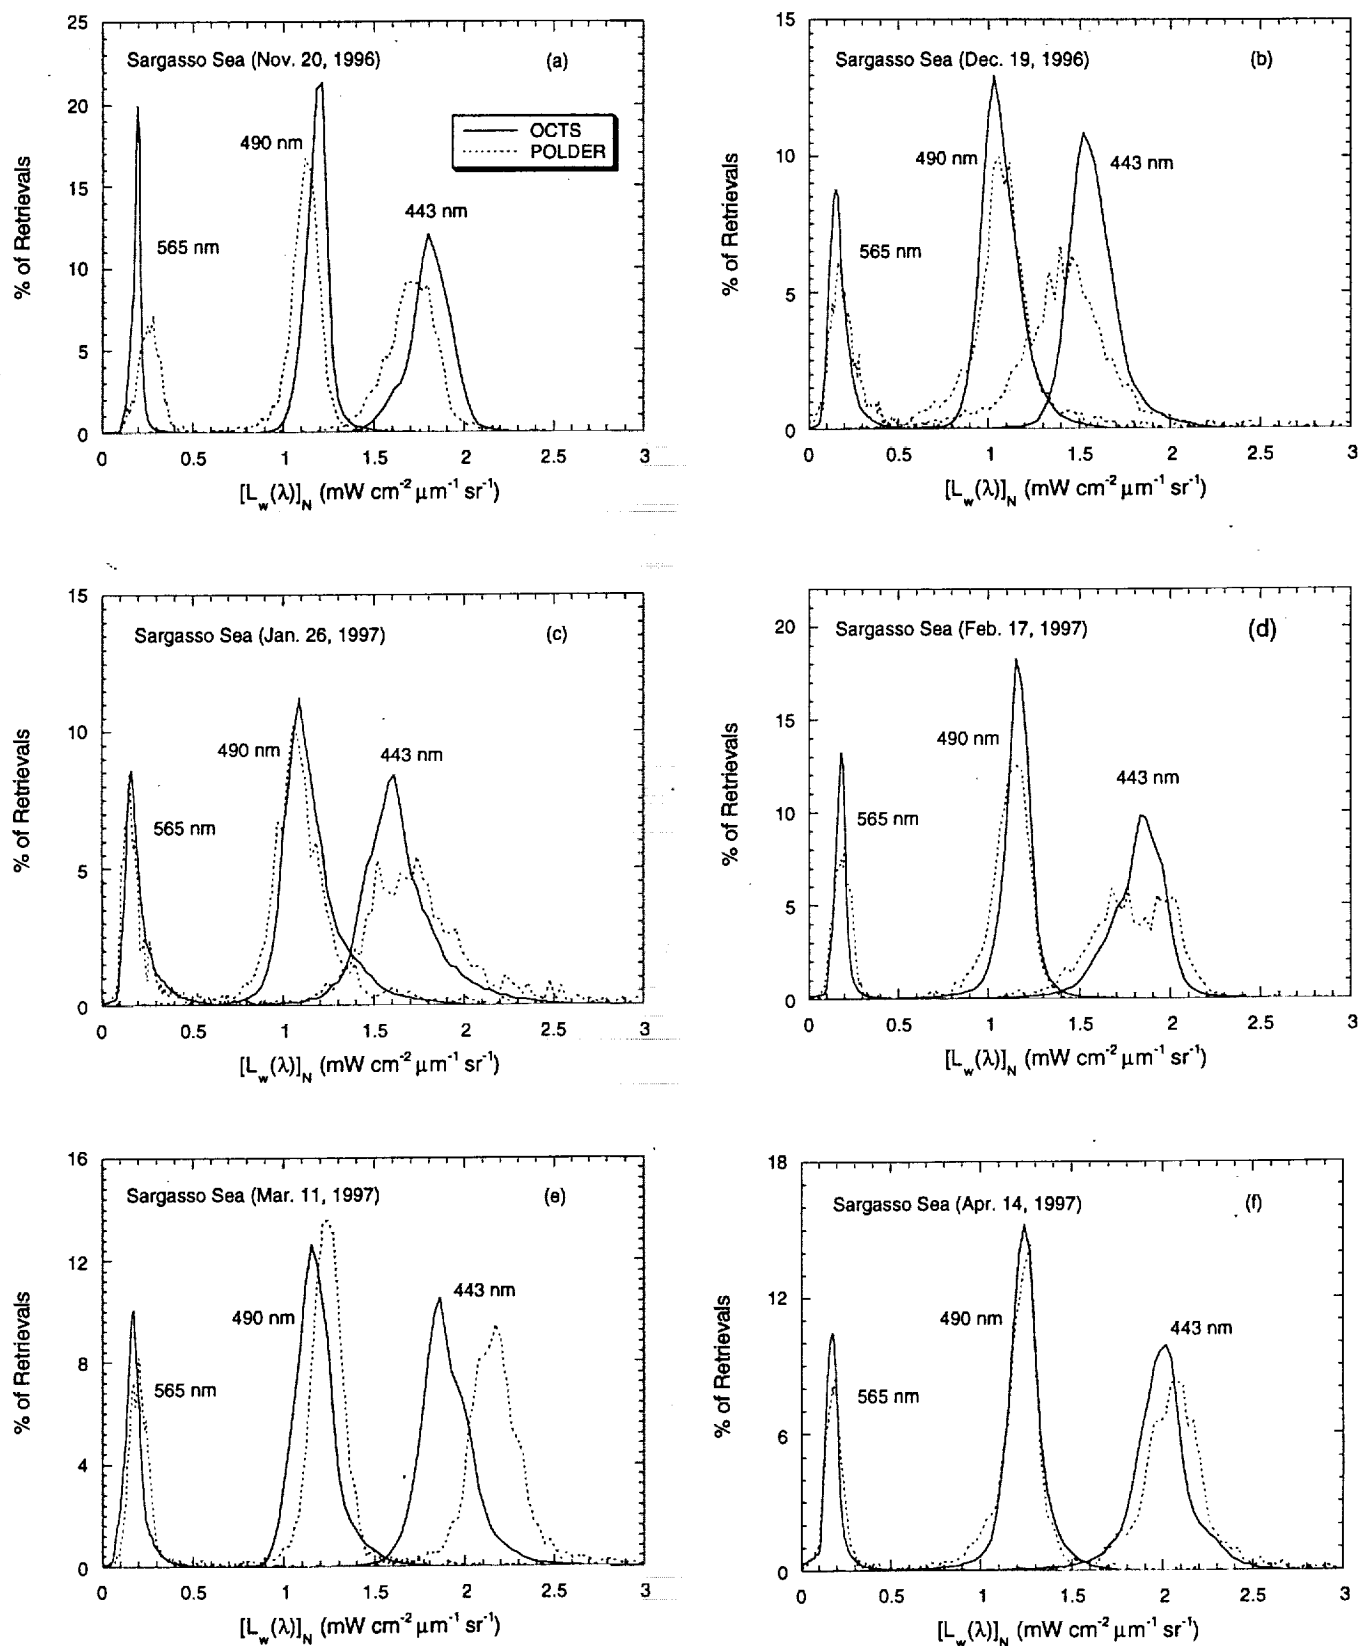 Sargasso Sea (Nov. 20, 1996) (a)
OCTS
POLDER
490 nm
443 nm
565 nm
% of Retrievals
25
20
15
10
5
0
0 0.5 1 1.5 2 2.5 3
[L_w(λ)]_N (mW cm⁻² μm⁻¹ sr⁻¹)
Sargasso Sea (Dec. 19, 1996) (b)
490 nm
443 nm
565 nm
% of Retrievals
15
10
5
0
0 0.5 1 1.5 2 2.5 3
[L_w(λ)]_N (mW cm⁻² μm⁻¹ sr⁻¹)
Sargasso Sea (Jan. 26, 1997) (c)
490 nm
443 nm
565 nm
% of Retrievals
15
10
5
0
0 0.5 1 1.5 2 2.5 3
[L_w(λ)]_N (mW cm⁻² μm⁻¹ sr⁻¹)
Sargasso Sea (Feb. 17, 1997) (d)
490 nm
443 nm
565 nm
% of Retrievals
20
15
10
5
0
0 0.5 1 1.5 2 2.5 3
[L_w(λ)]_N (mW cm⁻² μm⁻¹ sr⁻¹)
Sargasso Sea (Mar. 11, 1997) (e)
490 nm
443 nm
565 nm
% of Retrievals
16
12
8
4
0
0 0.5 1 1.5 2 2.5 3
[L_w(λ)]_N (mW cm⁻² μm⁻¹ sr⁻¹)
Sargasso Sea (Apr. 14, 1997) (f)
490 nm
443 nm
565 nm
% of Retrievals
18
12
6
0
0 0.5 1 1.5 2 2.5 3
[L_w(λ)]_N (mW cm⁻² μm⁻¹ sr⁻¹)